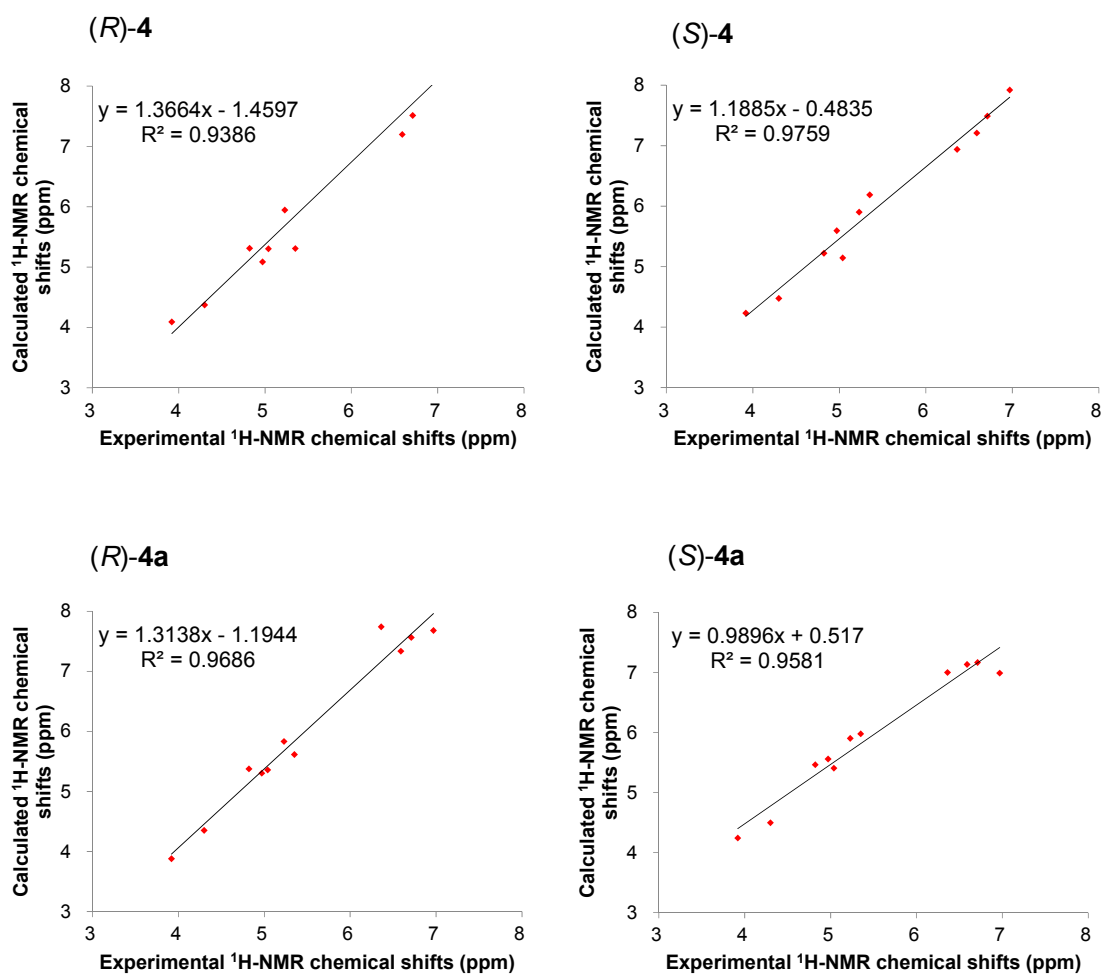 (R)-4
8
7
6
5
4
3
3
4
5
6
7
8
y = 1.3664x - 1.4597
R² = 0.9386
Calculated ¹H-NMR chemical
shifts (ppm)
Experimental ¹H-NMR chemical shifts (ppm)
(S)-4
8
7
6
5
4
3
3
4
5
6
7
8
y = 1.1885x - 0.4835
R² = 0.9759
Calculated ¹H-NMR chemical
shifts (ppm)
Experimental ¹H-NMR chemical shifts (ppm)
(R)-4a
8
7
6
5
4
3
3
4
5
6
7
8
y = 1.3138x - 1.1944
R² = 0.9686
Calculated ¹H-NMR chemical
shifts (ppm)
Experimental ¹H-NMR chemical shifts (ppm)
(S)-4a
8
7
6
5
4
3
3
4
5
6
7
8
y = 0.9896x + 0.517
R² = 0.9581
Calculated ¹H-NMR chemical
shifts (ppm)
Experimental ¹H-NMR chemical shifts (ppm)